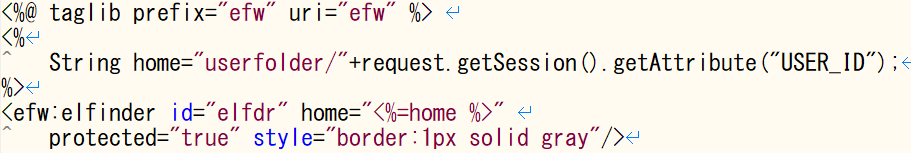 <%@ taglib prefix="efw" uri="efw" %>
<%
    String home="userfolder/"+request.getSession().getAttribute("USER_ID");
%>
<efw:elfinder id="elfdr" home="<%=home %>"
    protected="true" style="border:1px solid gray"/>